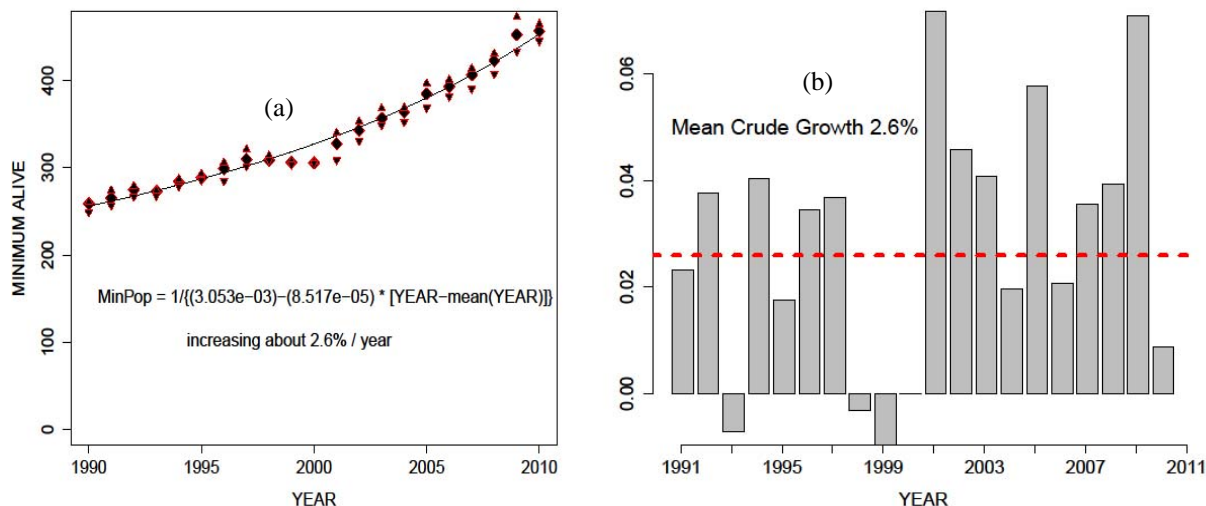 (a)
MINIMUM ALIVE
400
300
200
100
0
MinPop = 1/{(3.053e−03)−(8.517e−05) * [YEAR−mean(YEAR)]}
increasing about 2.6% / year
1990 1995 2000 2005 2010
YEAR
(b)
Mean Crude Growth 2.6%
0.06
0.04
0.02
0.00
1991 1995 1999 2003 2007 2011
YEAR